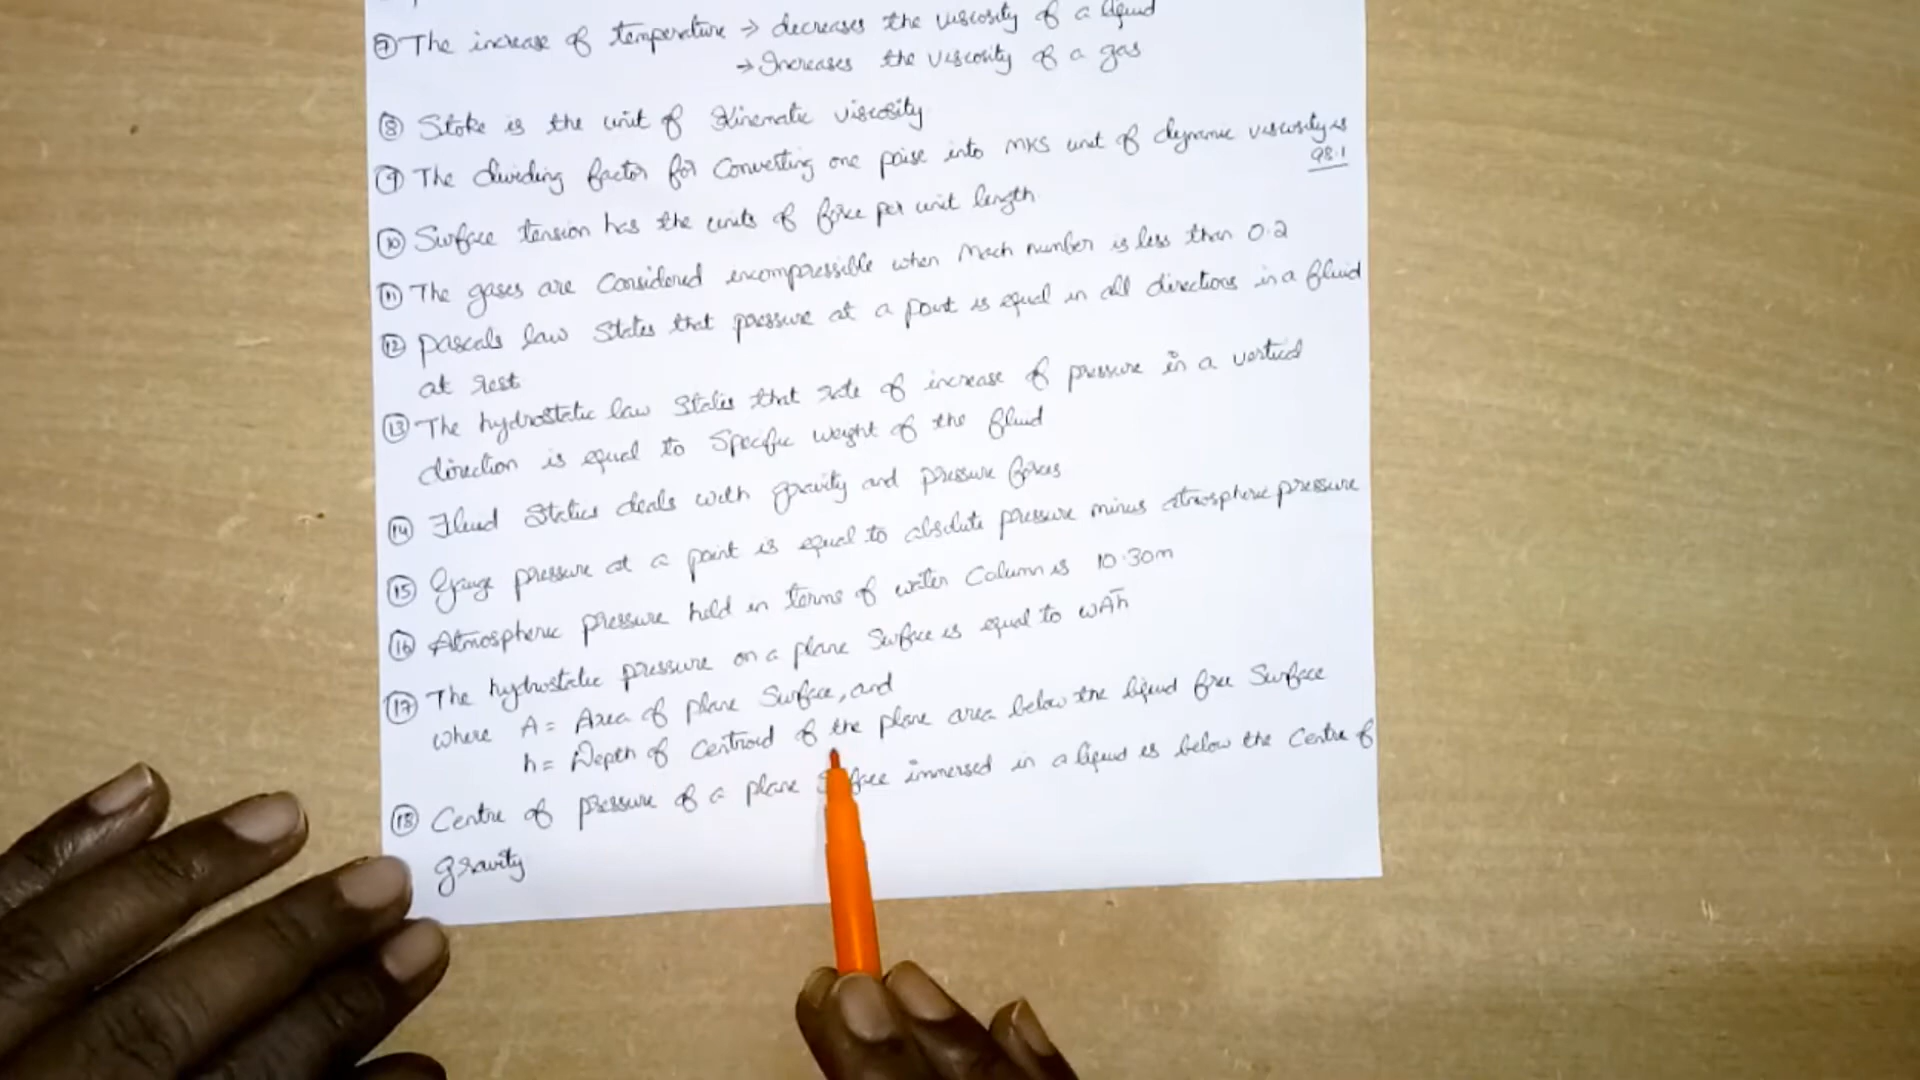 ⑦ The increase of temperature → decreases the viscosity of a liquid
→ Increases the viscosity of a gas
⑧ Stoke is the unit of Kinematic viscosity
⑨ The dividing factor for Converting one poise into MKS unit of dynamic viscosity is
98.1
⑩ Surface tension has the units of force per unit length
⑪ The gases are Considered incompressible when Mach number is less than 0.2
⑫ pascals law States that pressure at a point is equal in all directions in a fluid
at rest
⑬ The hydrostatic law States that rate of increase of pressure in a vertical
direction is equal to Specific weight of the fluid
⑭ Fluid Statics deals with gravity and pressure forces
⑮ Gauge pressure at a point is equal to absolute pressure minus atmospheric pressure
⑯ Atmospheric pressure held in terms of water Column is 10.30m
⑰ The hydrostatic pressure on a plane Surface is equal to wAh̄
where A = Area of plane Surface, and
h = Depth of Centroid of the plane area below the liquid free Surface
⑱ Centre of pressure of a plane Surface immersed in a liquid is below the Centre of
gravity